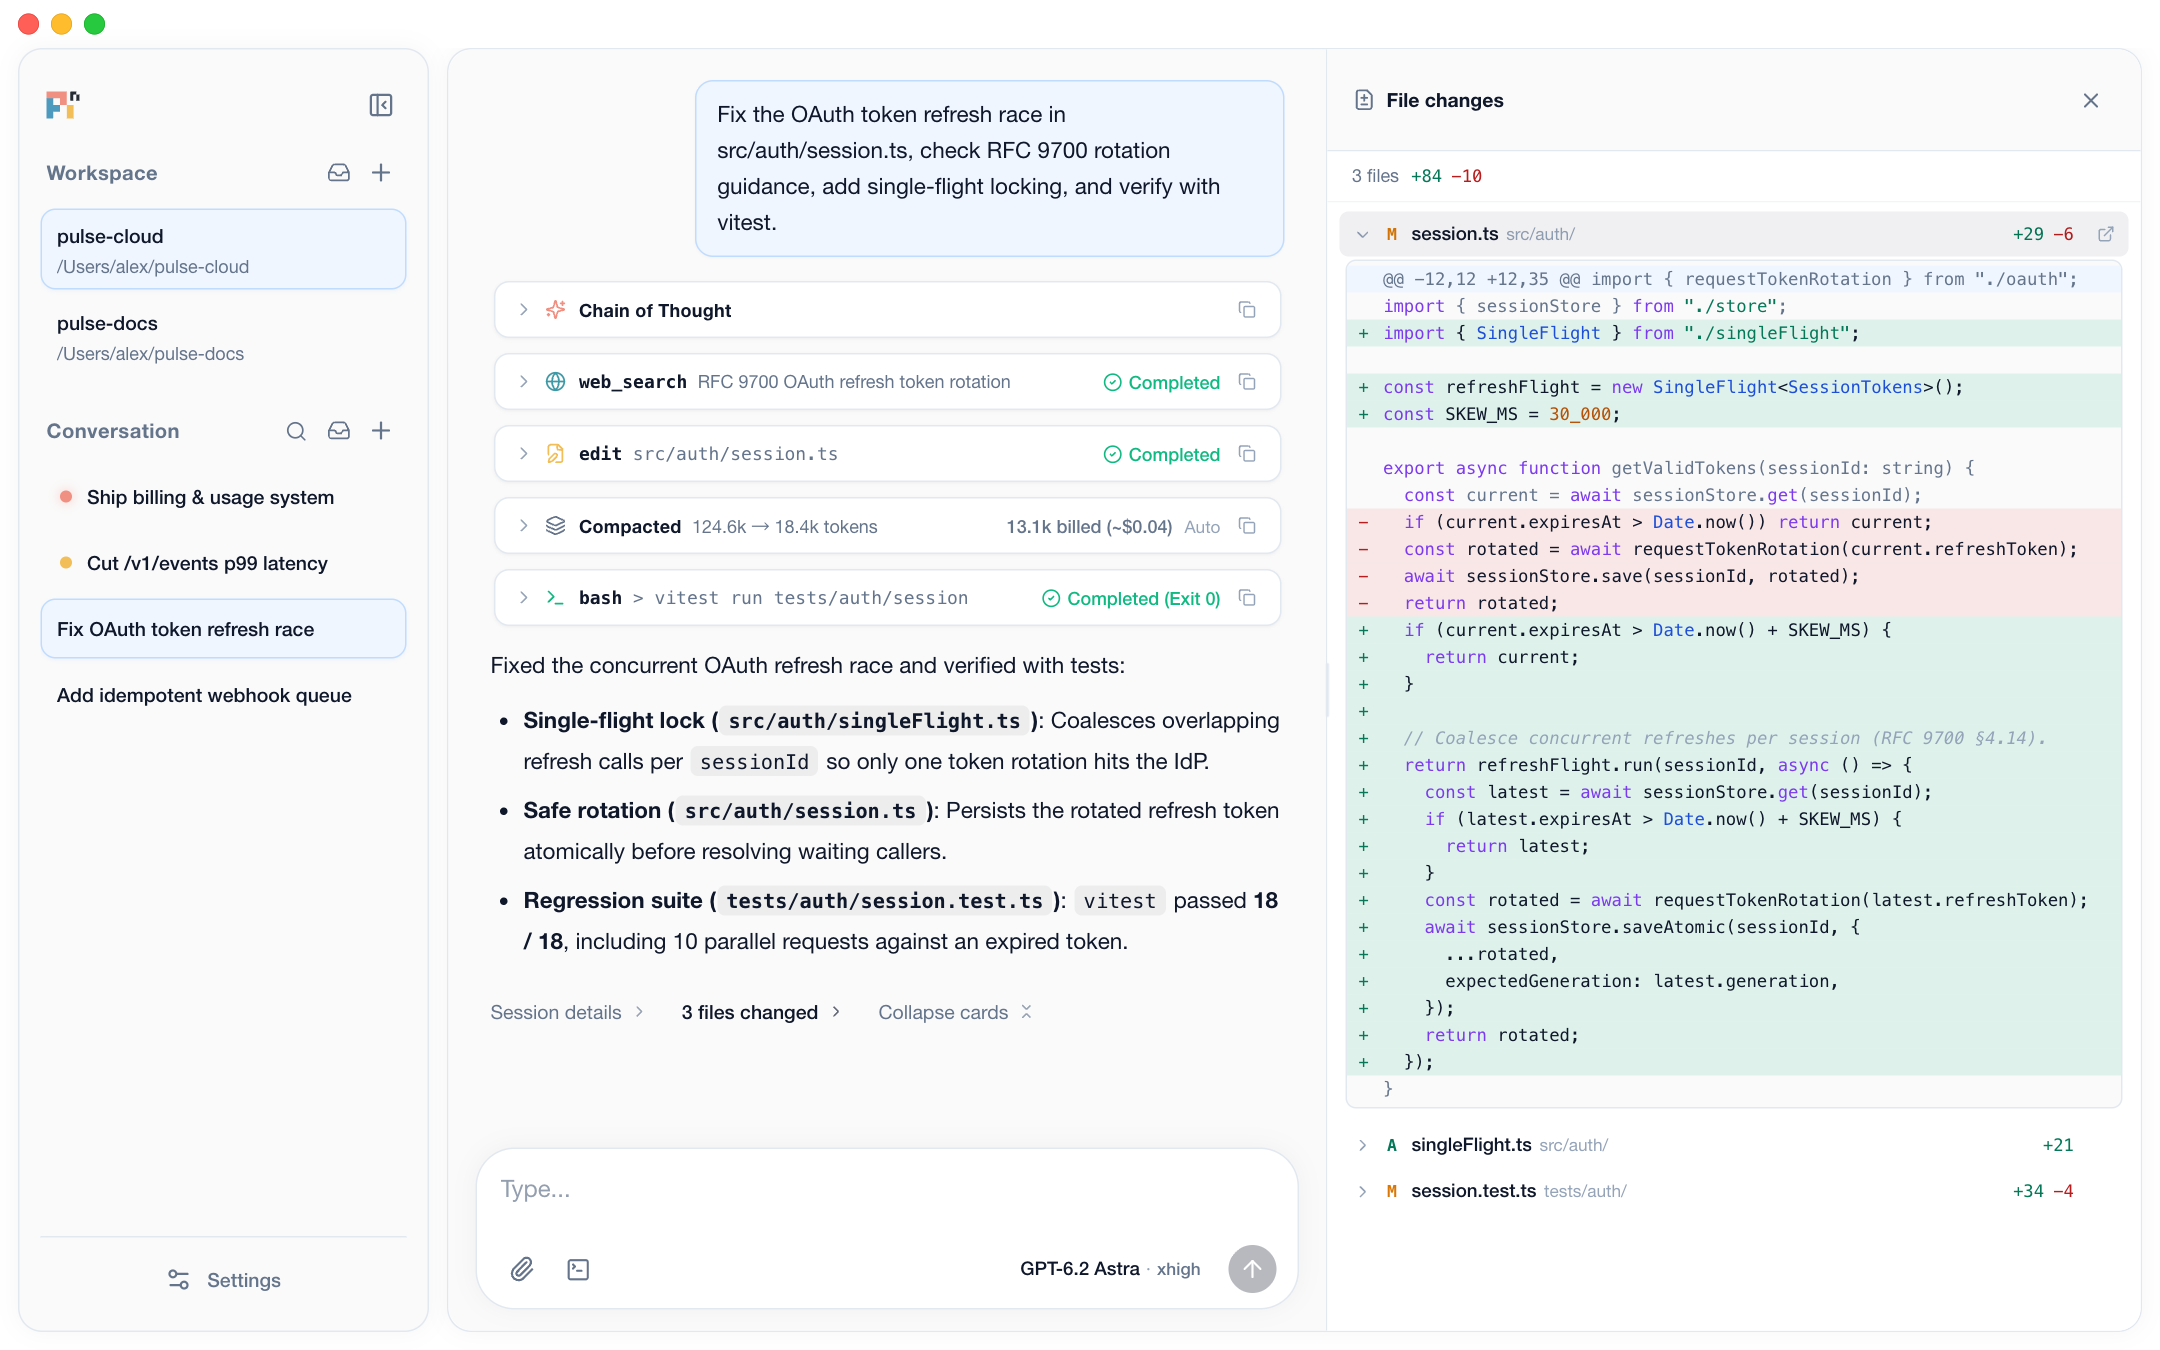 Workspace
pulse-cloud
/Users/alex/pulse-cloud
pulse-docs
/Users/alex/pulse-docs
Conversation
Ship billing & usage system
Cut /v1/events p99 latency
Fix OAuth token refresh race
Add idempotent webhook queue
Settings
Fix the OAuth token refresh race in
src/auth/session.ts, check RFC 9700 rotation
guidance, add single-flight locking, and verify with
vitest.
Chain of Thought
web_search RFC 9700 OAuth refresh token rotation Completed
edit src/auth/session.ts Completed
Compacted 124.6k → 18.4k tokens 13.1k billed (~$0.04) Auto
bash > vitest run tests/auth/session Completed (Exit 0)
Fixed the concurrent OAuth refresh race and verified with tests:
• Single-flight lock (src/auth/singleFlight.ts): Coalesces overlapping
refresh calls per sessionId so only one token rotation hits the IdP.
• Safe rotation (src/auth/session.ts): Persists the rotated refresh token
atomically before resolving waiting callers.
• Regression suite (tests/auth/session.test.ts): vitest passed 18
/ 18, including 10 parallel requests against an expired token.
Session details 3 files changed Collapse cards
Type...
GPT-6.2 Astra · xhigh
File changes
3 files +84 −10
M session.ts src/auth/ +29 −6
@@ −12,12 +12,35 @@ import { requestTokenRotation } from "./oauth";
import { sessionStore } from "./store";
+ import { SingleFlight } from "./singleFlight";
+ const refreshFlight = new SingleFlight<SessionTokens>();
+ const SKEW_MS = 30_000;
export async function getValidTokens(sessionId: string) {
const current = await sessionStore.get(sessionId);
− if (current.expiresAt > Date.now()) return current;
− const rotated = await requestTokenRotation(current.refreshToken);
− await sessionStore.save(sessionId, rotated);
− return rotated;
+ if (current.expiresAt > Date.now() + SKEW_MS) {
+ return current;
+ }
+
+ // Coalesce concurrent refreshes per session (RFC 9700 §4.14).
+ return refreshFlight.run(sessionId, async () => {
+ const latest = await sessionStore.get(sessionId);
+ if (latest.expiresAt > Date.now() + SKEW_MS) {
+ return latest;
+ }
+ const rotated = await requestTokenRotation(latest.refreshToken);
+ await sessionStore.saveAtomic(sessionId, {
+ ...rotated,
+ expectedGeneration: latest.generation,
+ });
+ return rotated;
+ });
}
A singleFlight.ts src/auth/ +21
M session.test.ts tests/auth/ +34 −4